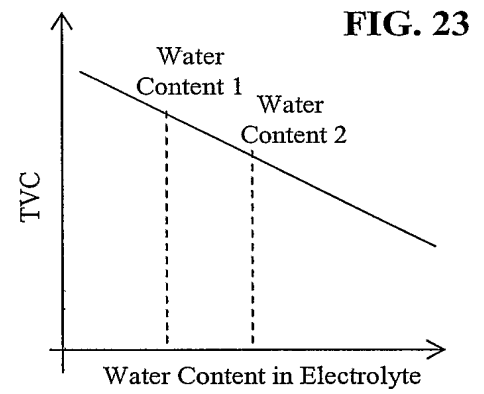 FIG. 23
Water
Content 1
Water
Content 2
TVC
Water Content in Electrolyte